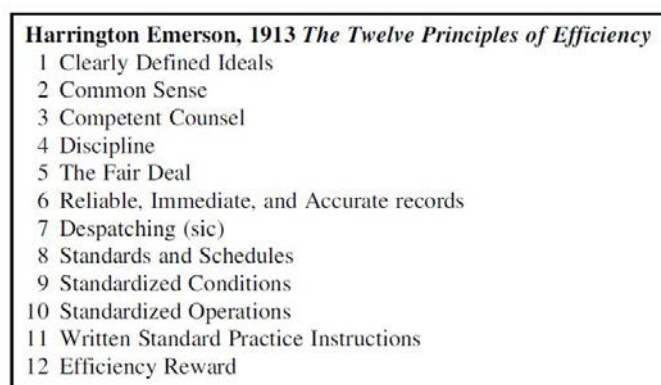 Harrington Emerson, 1913 The Twelve Principles of Efficiency
1 Clearly Defined Ideals
2 Common Sense
3 Competent Counsel
4 Discipline
5 The Fair Deal
6 Reliable, Immediate, and Accurate records
7 Despatching (sic)
8 Standards and Schedules
9 Standardized Conditions
10 Standardized Operations
11 Written Standard Practice Instructions
12 Efficiency Reward